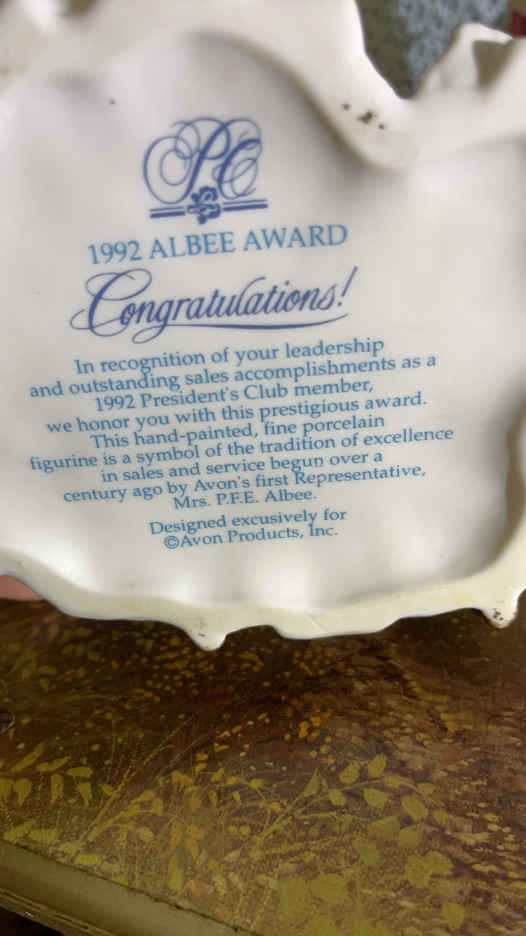 PC
1992 ALBEE AWARD
Congratulations!
In recognition of your leadership
and outstanding sales accomplishments as a
1992 President's Club member,
we honor you with this prestigious award.
This hand-painted, fine porcelain
figurine is a symbol of the tradition of excellence
in sales and service begun over a
century ago by Avon's first Representative,
Mrs. P.F.E. Albee.
Designed excusively for
©Avon Products, Inc.